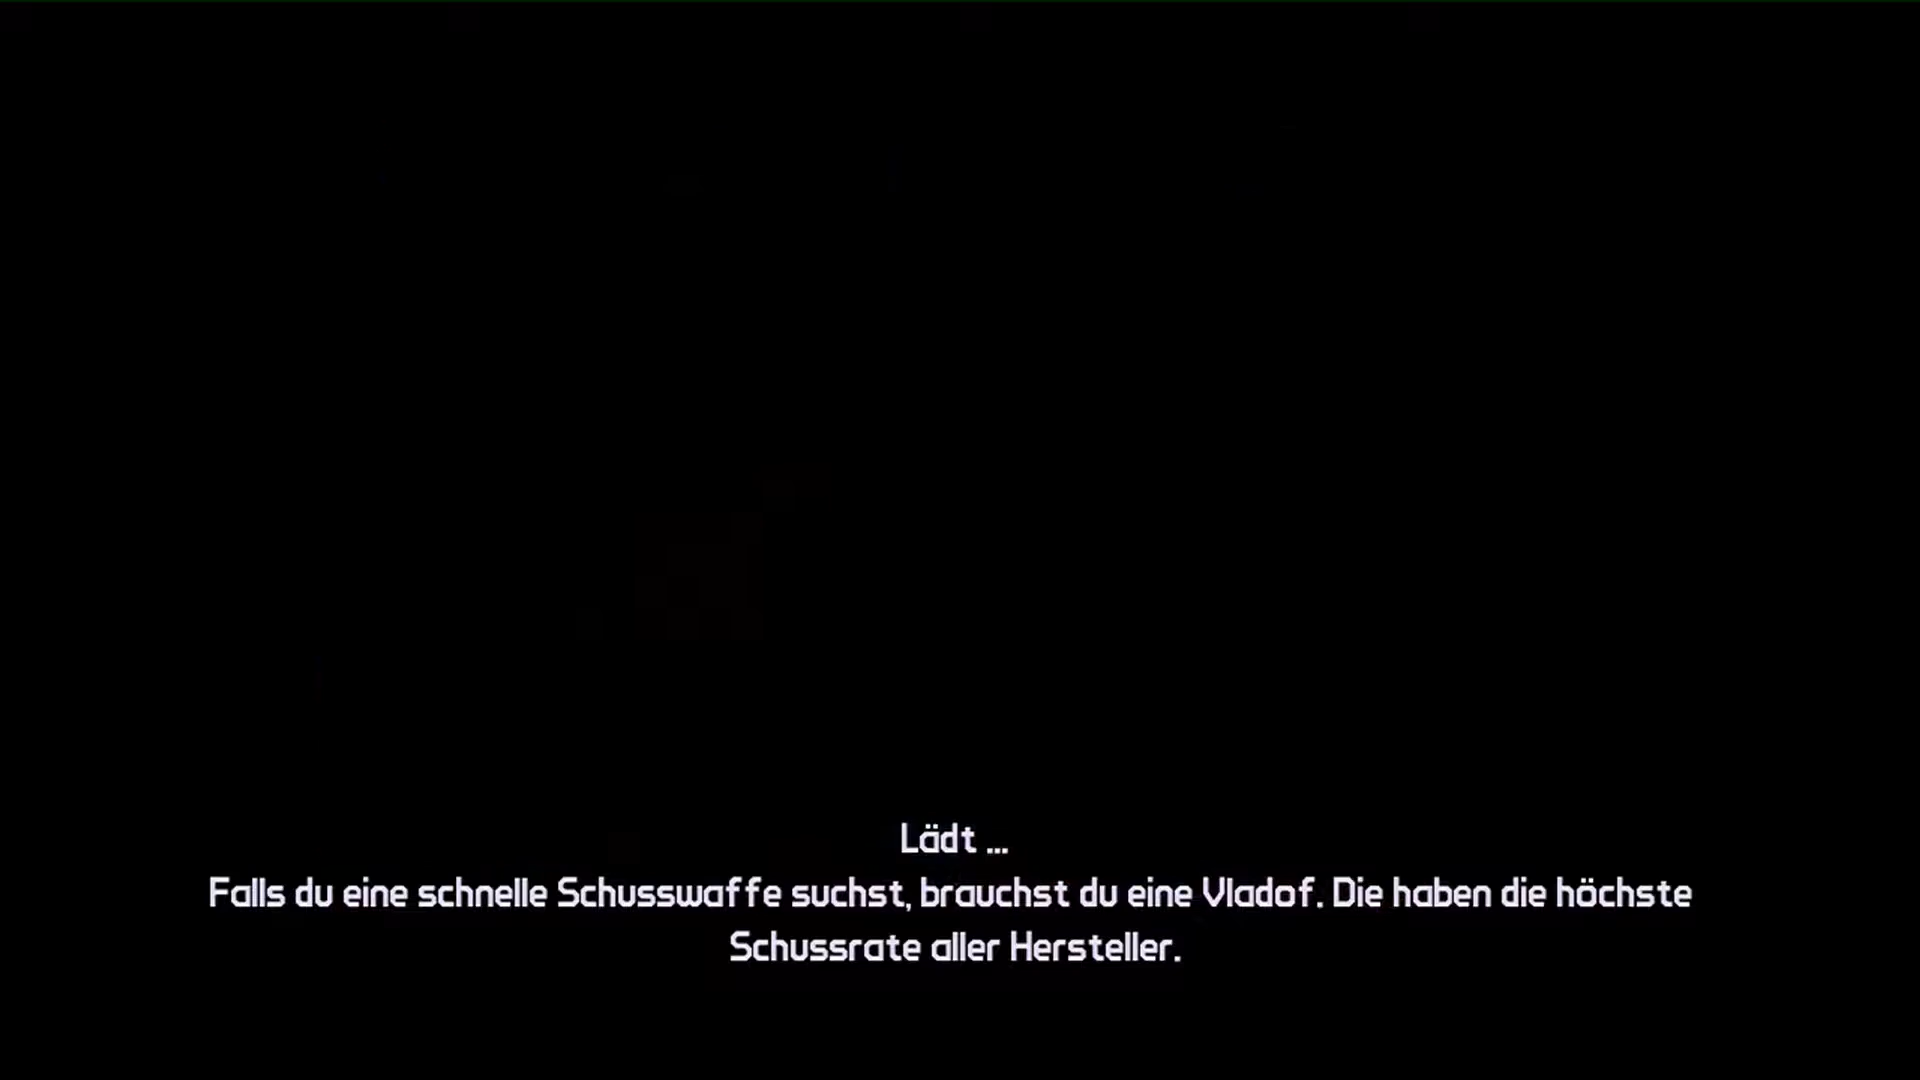 Lädt ...
Falls du eine schnelle Schusswaffe suchst, brauchst du eine Vladof. Die haben die höchste
Schussrate aller Hersteller.